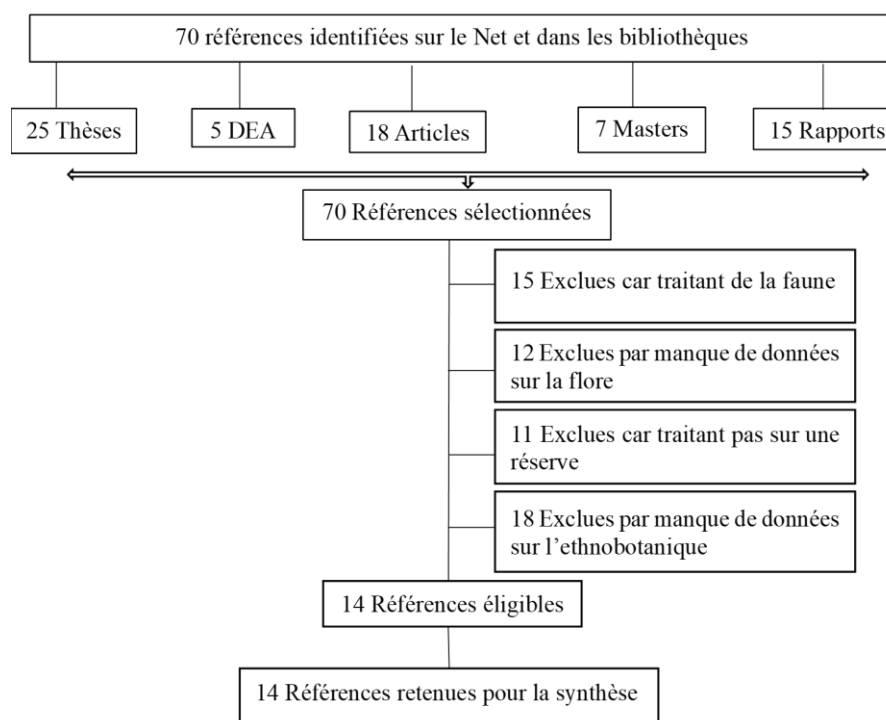 70 références identifiées sur le Net et dans les bibliothèques
25 Thèses
5 DEA
18 Articles
7 Masters
15 Rapports
70 Références sélectionnées
15 Exclues car traitant de la faune
12 Exclues par manque de données
sur la flore
11 Exclues car traitant pas sur une
réserve
18 Exclues par manque de données
sur l’ethnobotanique
14 Références éligibles
14 Références retenues pour la synthèse